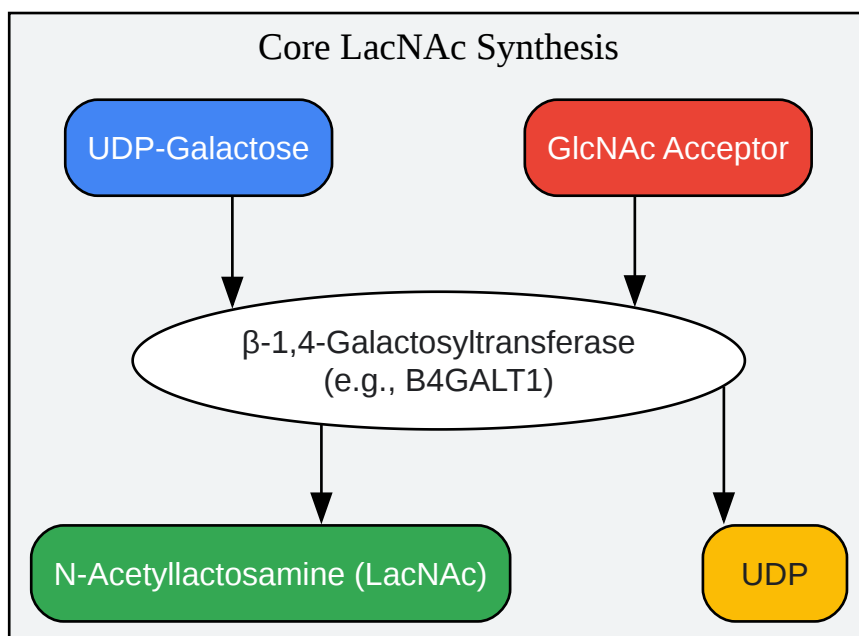 Core LacNAc Synthesis
UDP-Galactose
GlcNAc Acceptor
β-1,4-Galactosyltransferase
(e.g., B4GALT1)
N-Acetyllactosamine (LacNAc)
UDP